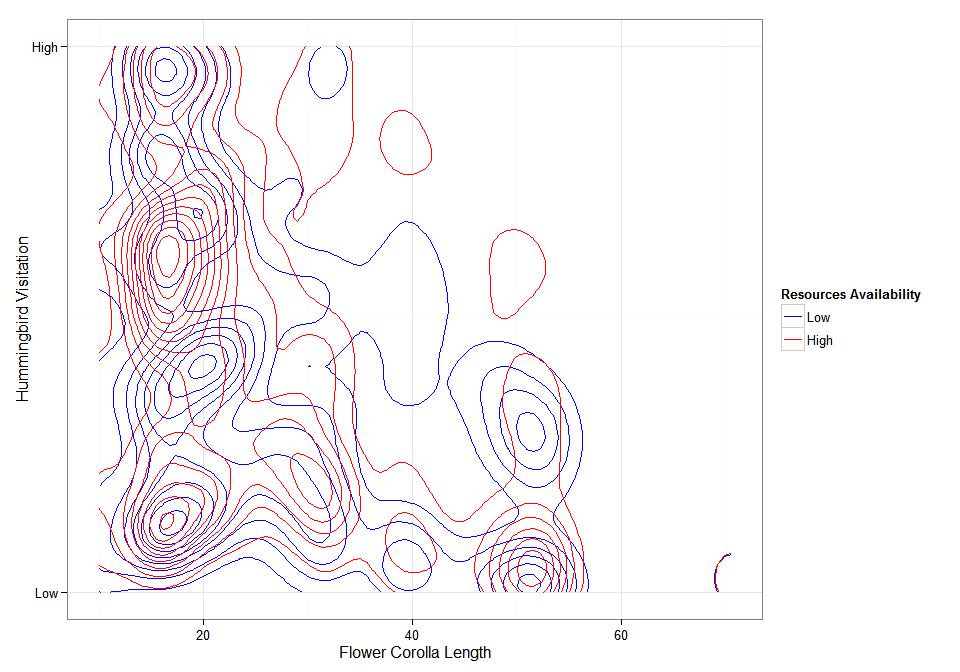 High
Hummingbird Visitation
Low
20
40
60
Flower Corolla Length
Resources Availability
Low
High